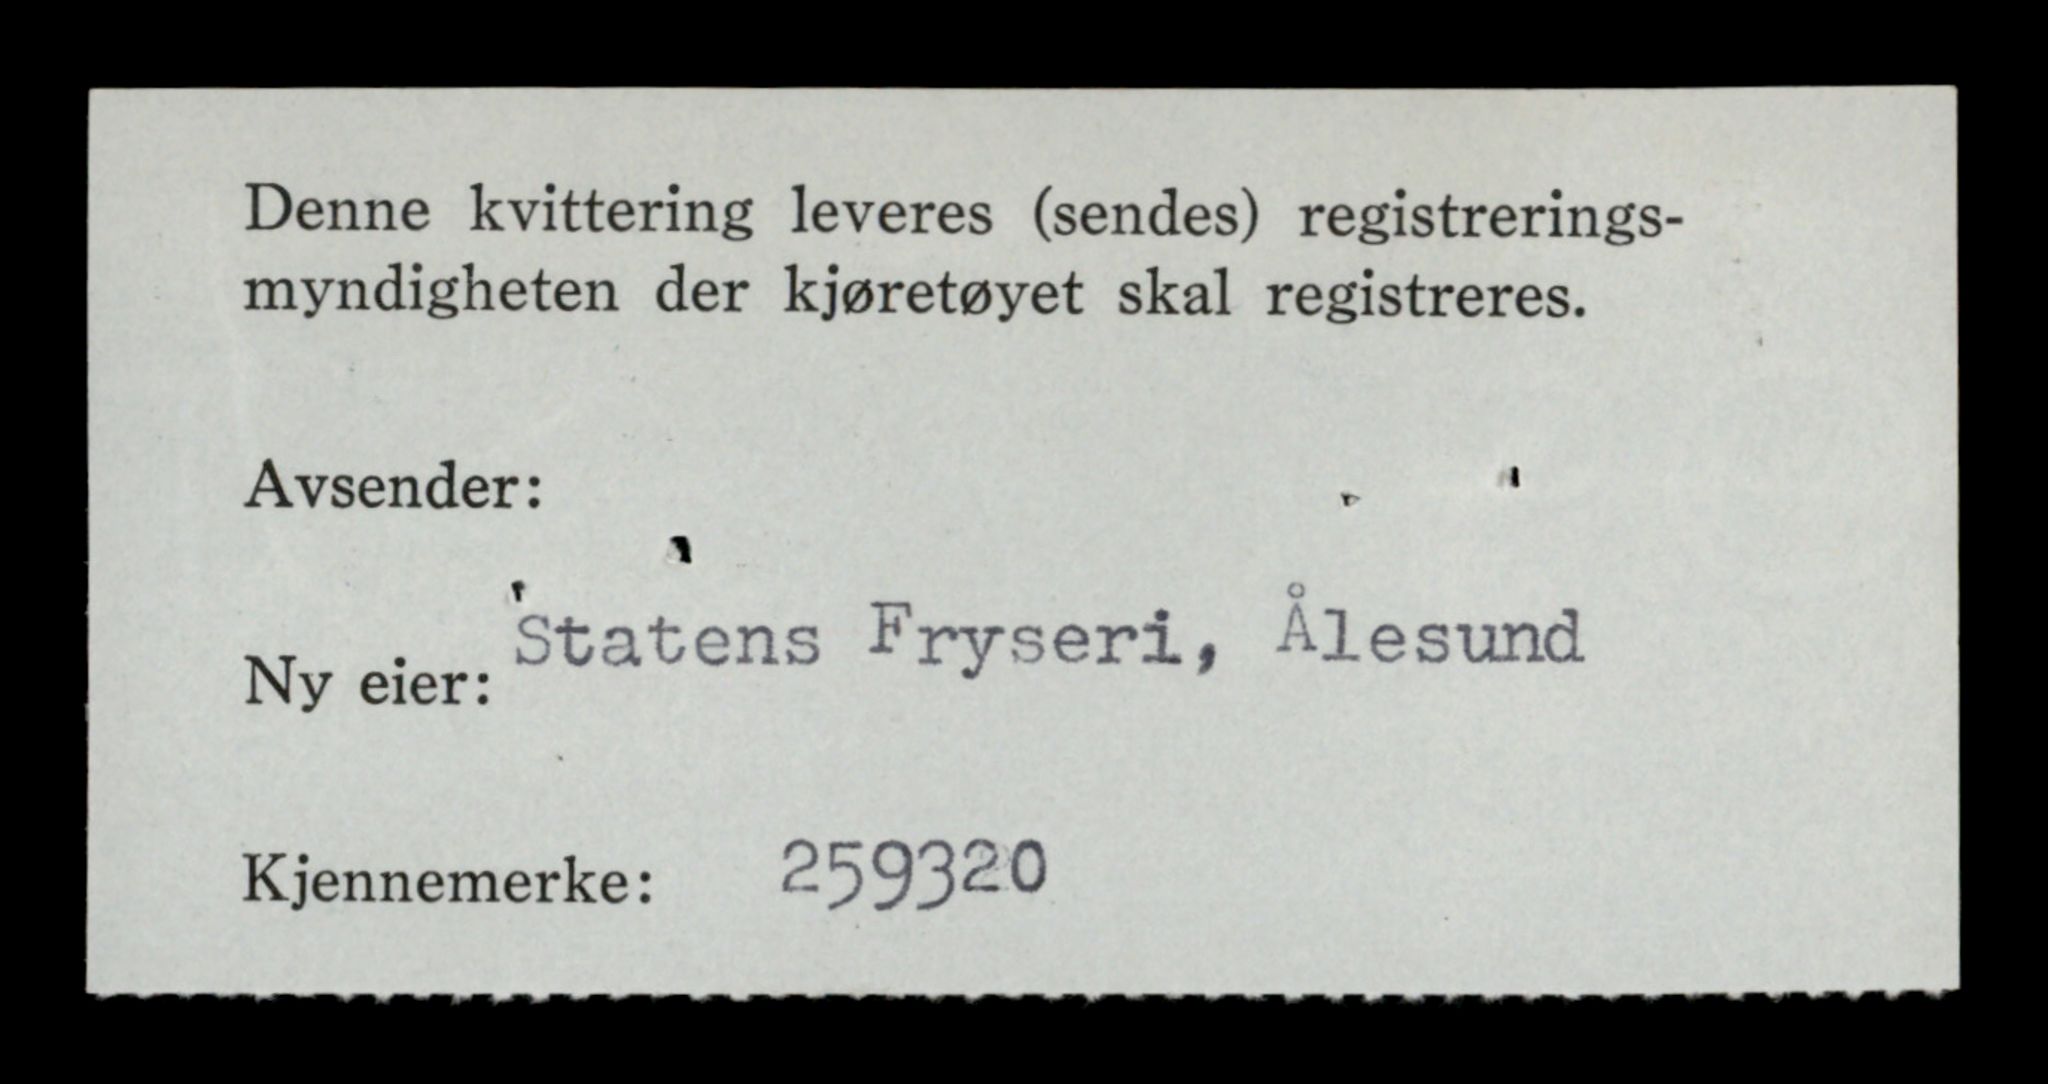 Denne kvittering leveres (sendes) registrerings-
myndigheten der kjøretøyet skal registreres.
Avsender:
Ny eier: Statens Fryseri, Ålesund
Kjennemerke: 259320